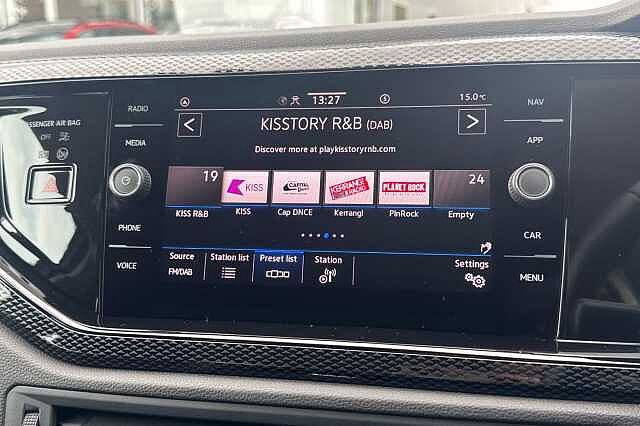 RADIO
MEDIA
PHONE
VOICE
NAV
APP
CAR
MENU
PASSENGER AIR BAG
OFF
13:27
15.0°C
KISSTORY R&B (DAB)
Discover more at playkisstoryrnb.com
19
KISS
CAPITAL
DANCE
KERRANG!
RADIO
PLANET ROCK
24
KISS R&B
KISS
Cap DNCE
Kerrang!
PlnRock
Empty
Source
FM/DAB
Station list
Preset list
Station
Settings